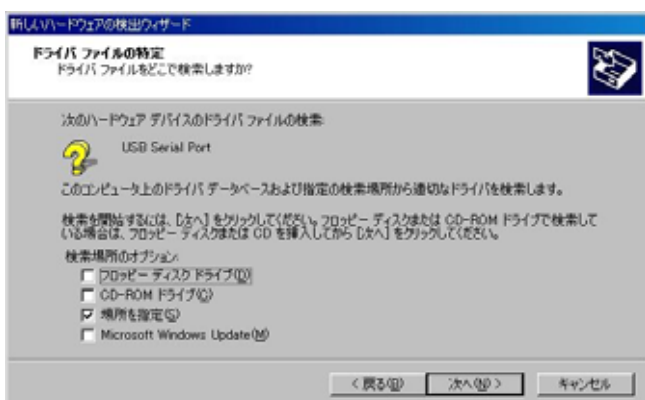 新しいハードウェアの検出ウィザード
ドライバ ファイルの特定
ドライバ ファイルをどこで検索しますか?
次のハードウェア デバイスのドライバ ファイルの検索:
USB Serial Port
このコンピュータ上のドライバ データベースおよび指定の検索場所から適切なドライバを検索します。
検索を開始するには、[次へ] をクリックしてください。フロッピー ディスクまたは CD-ROM ドライブで検索して
いる場合は、フロッピー ディスクまたは CD を挿入してから [次へ] をクリックしてください。
検索場所のオプション:
フロッピー ディスク ドライブ(D)
CD-ROM ドライブ(C)
場所を指定(S)
Microsoft Windows Update(M)
< 戻る(B) 次へ(N) > キャンセル